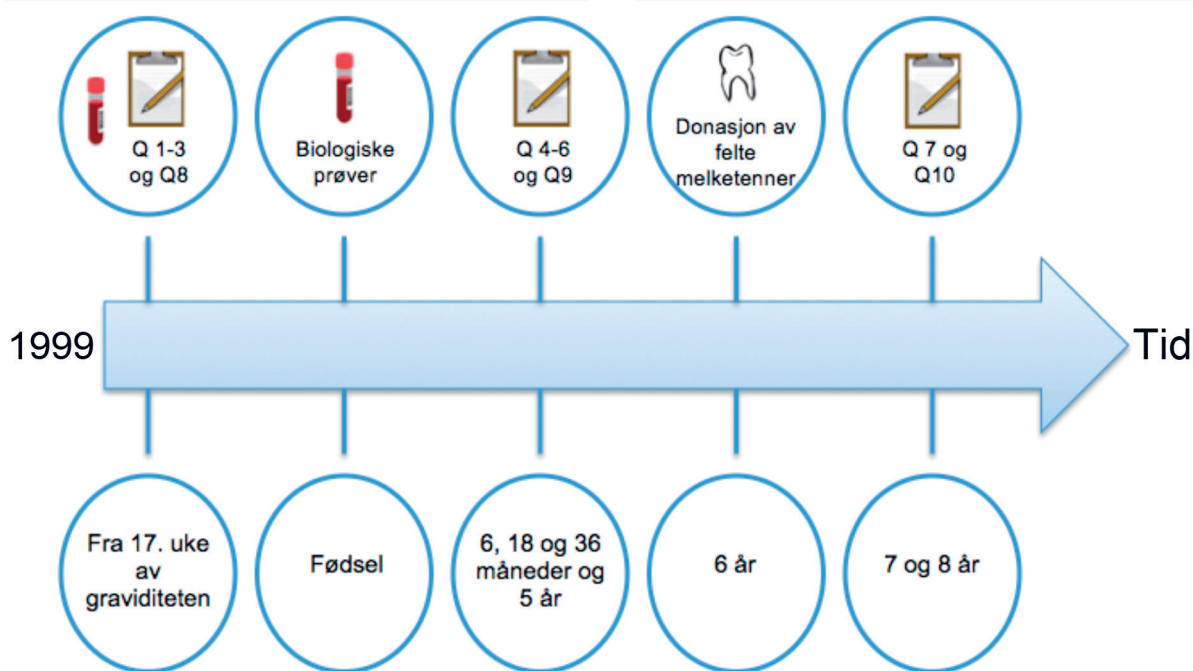 Q 1-3
og Q8
Biologiske
prøver
Q 4-6
og Q9
Donasjon av
felte
melketenner
Q 7 og
Q10
1999
Tid
Fra 17. uke
av
graviditeten
Fødsel
6, 18 og 36
måneder og
5 år
6 år
7 og 8 år